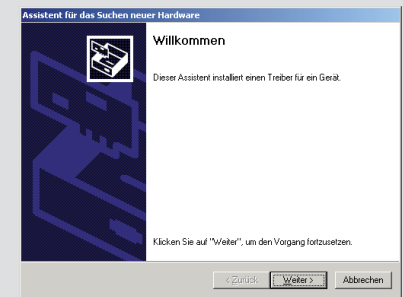 Assistent für das Suchen neuer Hardware
Willkommen
Dieser Assistent installiert einen Treiber für ein Gerät.
Klicken Sie auf "Weiter", um den Vorgang fortzusetzen.
< Zurück Weiter > Abbrechen